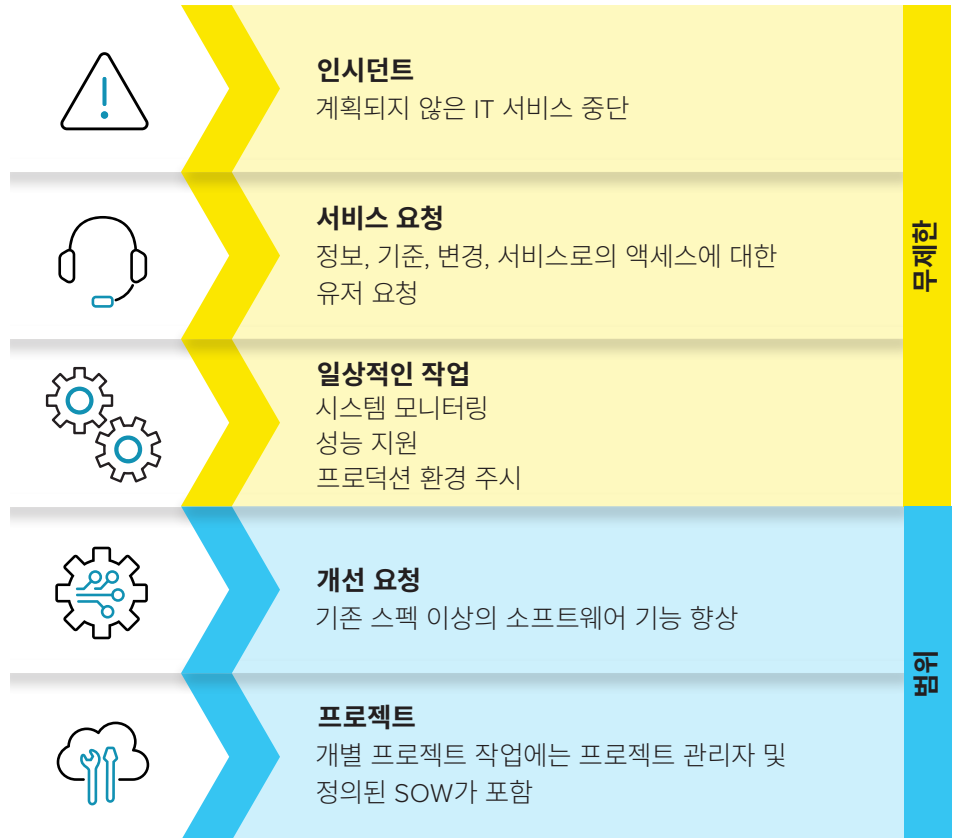 인시던트
계획되지 않은 IT 서비스 중단
서비스 요청
정보, 기준, 변경, 서비스로의 액세스에 대한
유저 요청
일상적인 작업
시스템 모니터링
성능 지원
프로덕션 환경 주시
무제한
개선 요청
기존 스펙 이상의 소프트웨어 기능 향상
프로젝트
개별 프로젝트 작업에는 프로젝트 관리자 및
정의된 SOW가 포함
범위